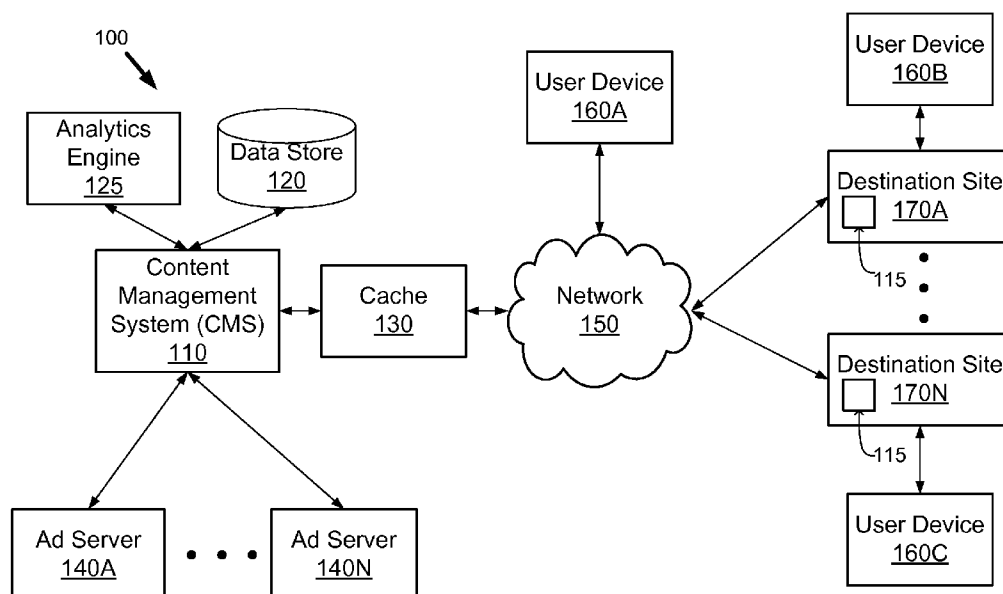 100
Analytics
Engine
125
Data Store
120
User Device
160A
User Device
160B
Destination Site
170A
115
Content
Management
System (CMS)
110
Cache
130
Network
150
Destination Site
170N
115
Ad Server
140A
Ad Server
140N
User Device
160C